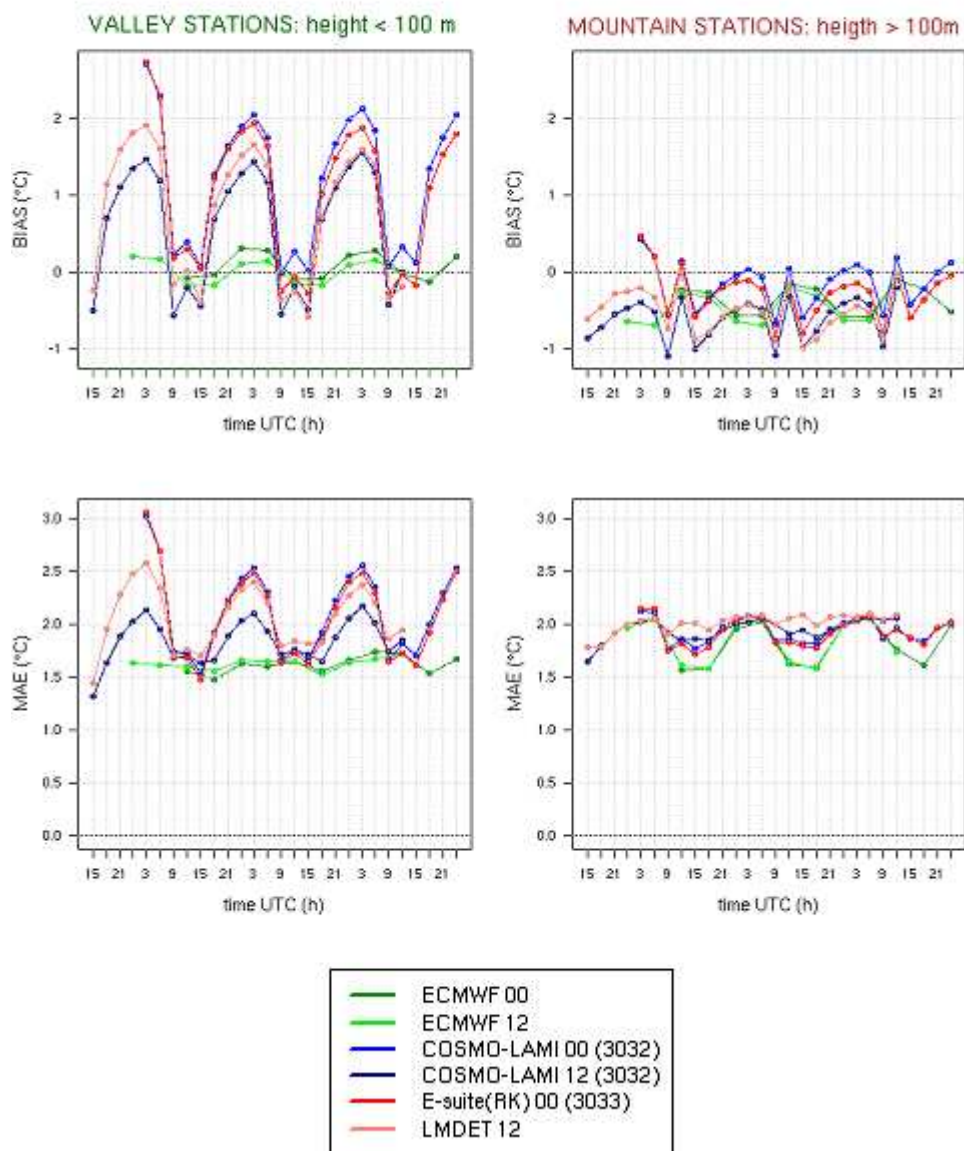 VALLEY STATIONS: height < 100 m
MOUNTAIN STATIONS: heigth > 100m
BIAS (°C)
2
1
0
-1
15 21 3 9 15 21 3 9 15 21 3 9 15 21
time UTC (h)
BIAS (°C)
2
1
0
-1
15 21 3 9 15 21 3 9 15 21 3 9 15 21
time UTC (h)
MAE (°C)
3.0
2.5
2.0
1.5
1.0
0.5
0.0
15 21 3 9 15 21 3 9 15 21 3 9 15 21
time UTC (h)
MAE (°C)
3.0
2.5
2.0
1.5
1.0
0.5
0.0
15 21 3 9 15 21 3 9 15 21 3 9 15 21
time UTC (h)
ECMWF 00
ECMWF 12
COSMO-LAMI 00 (3032)
COSMO-LAMI 12 (3032)
E-suite(RK) 00 (3033)
LMDET 12